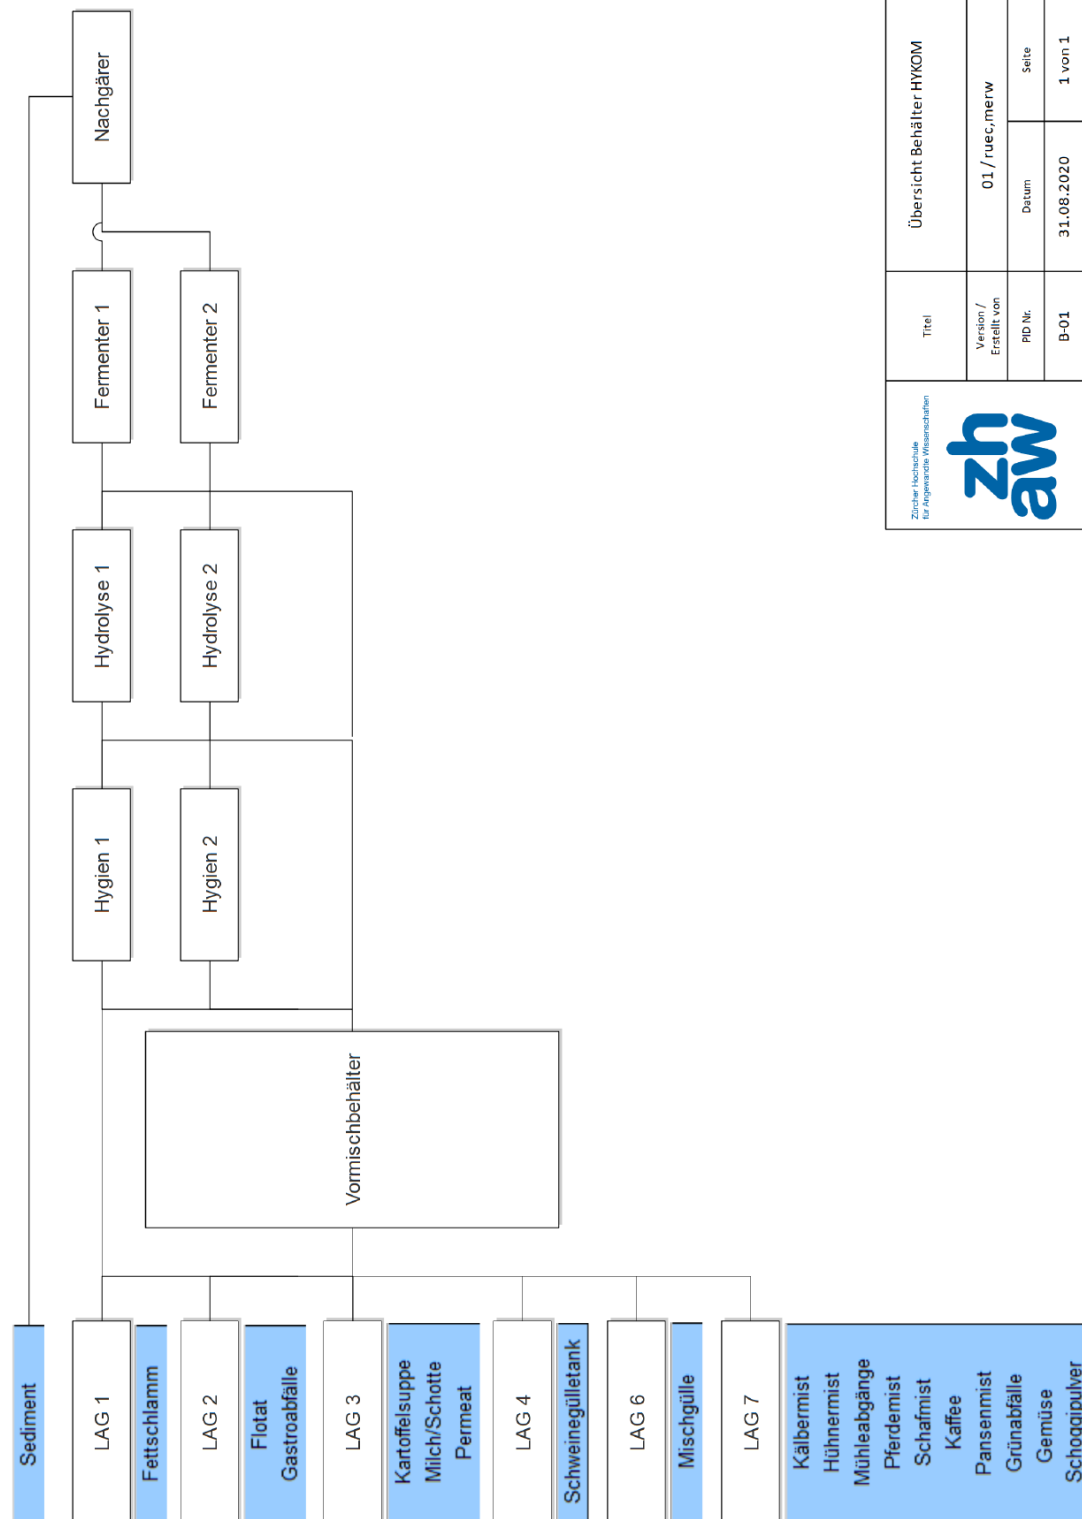 Sediment
LAG 1
Fettschlamm
LAG 2
Flotat
Gastroabfälle
LAG 3
Kartoffelsuppe
Milch/Schotte
Permeat
LAG 4
Schweinegülletank
LAG 6
Mischgülle
LAG 7
Kälbermist
Hühnermist
Mühleabgänge
Pferdemist
Schafmist
Kaffee
Pansenmist
Grünabfälle
Gemüse
Schoggipulver
Vormischbehälter
Hygien 1
Hygien 2
Hydrolyse 1
Hydrolyse 2
Fermenter 1
Fermenter 2
Nachgärer
Zürcher Hochschule
für Angewandte Wissenschaften
zh
aw
Titel
Übersicht Behälter HYKOM
Version /
Erstellt von
01 / ruec,merw
PID Nr.
Datum
Seite
B-01
31.08.2020
1 von 1